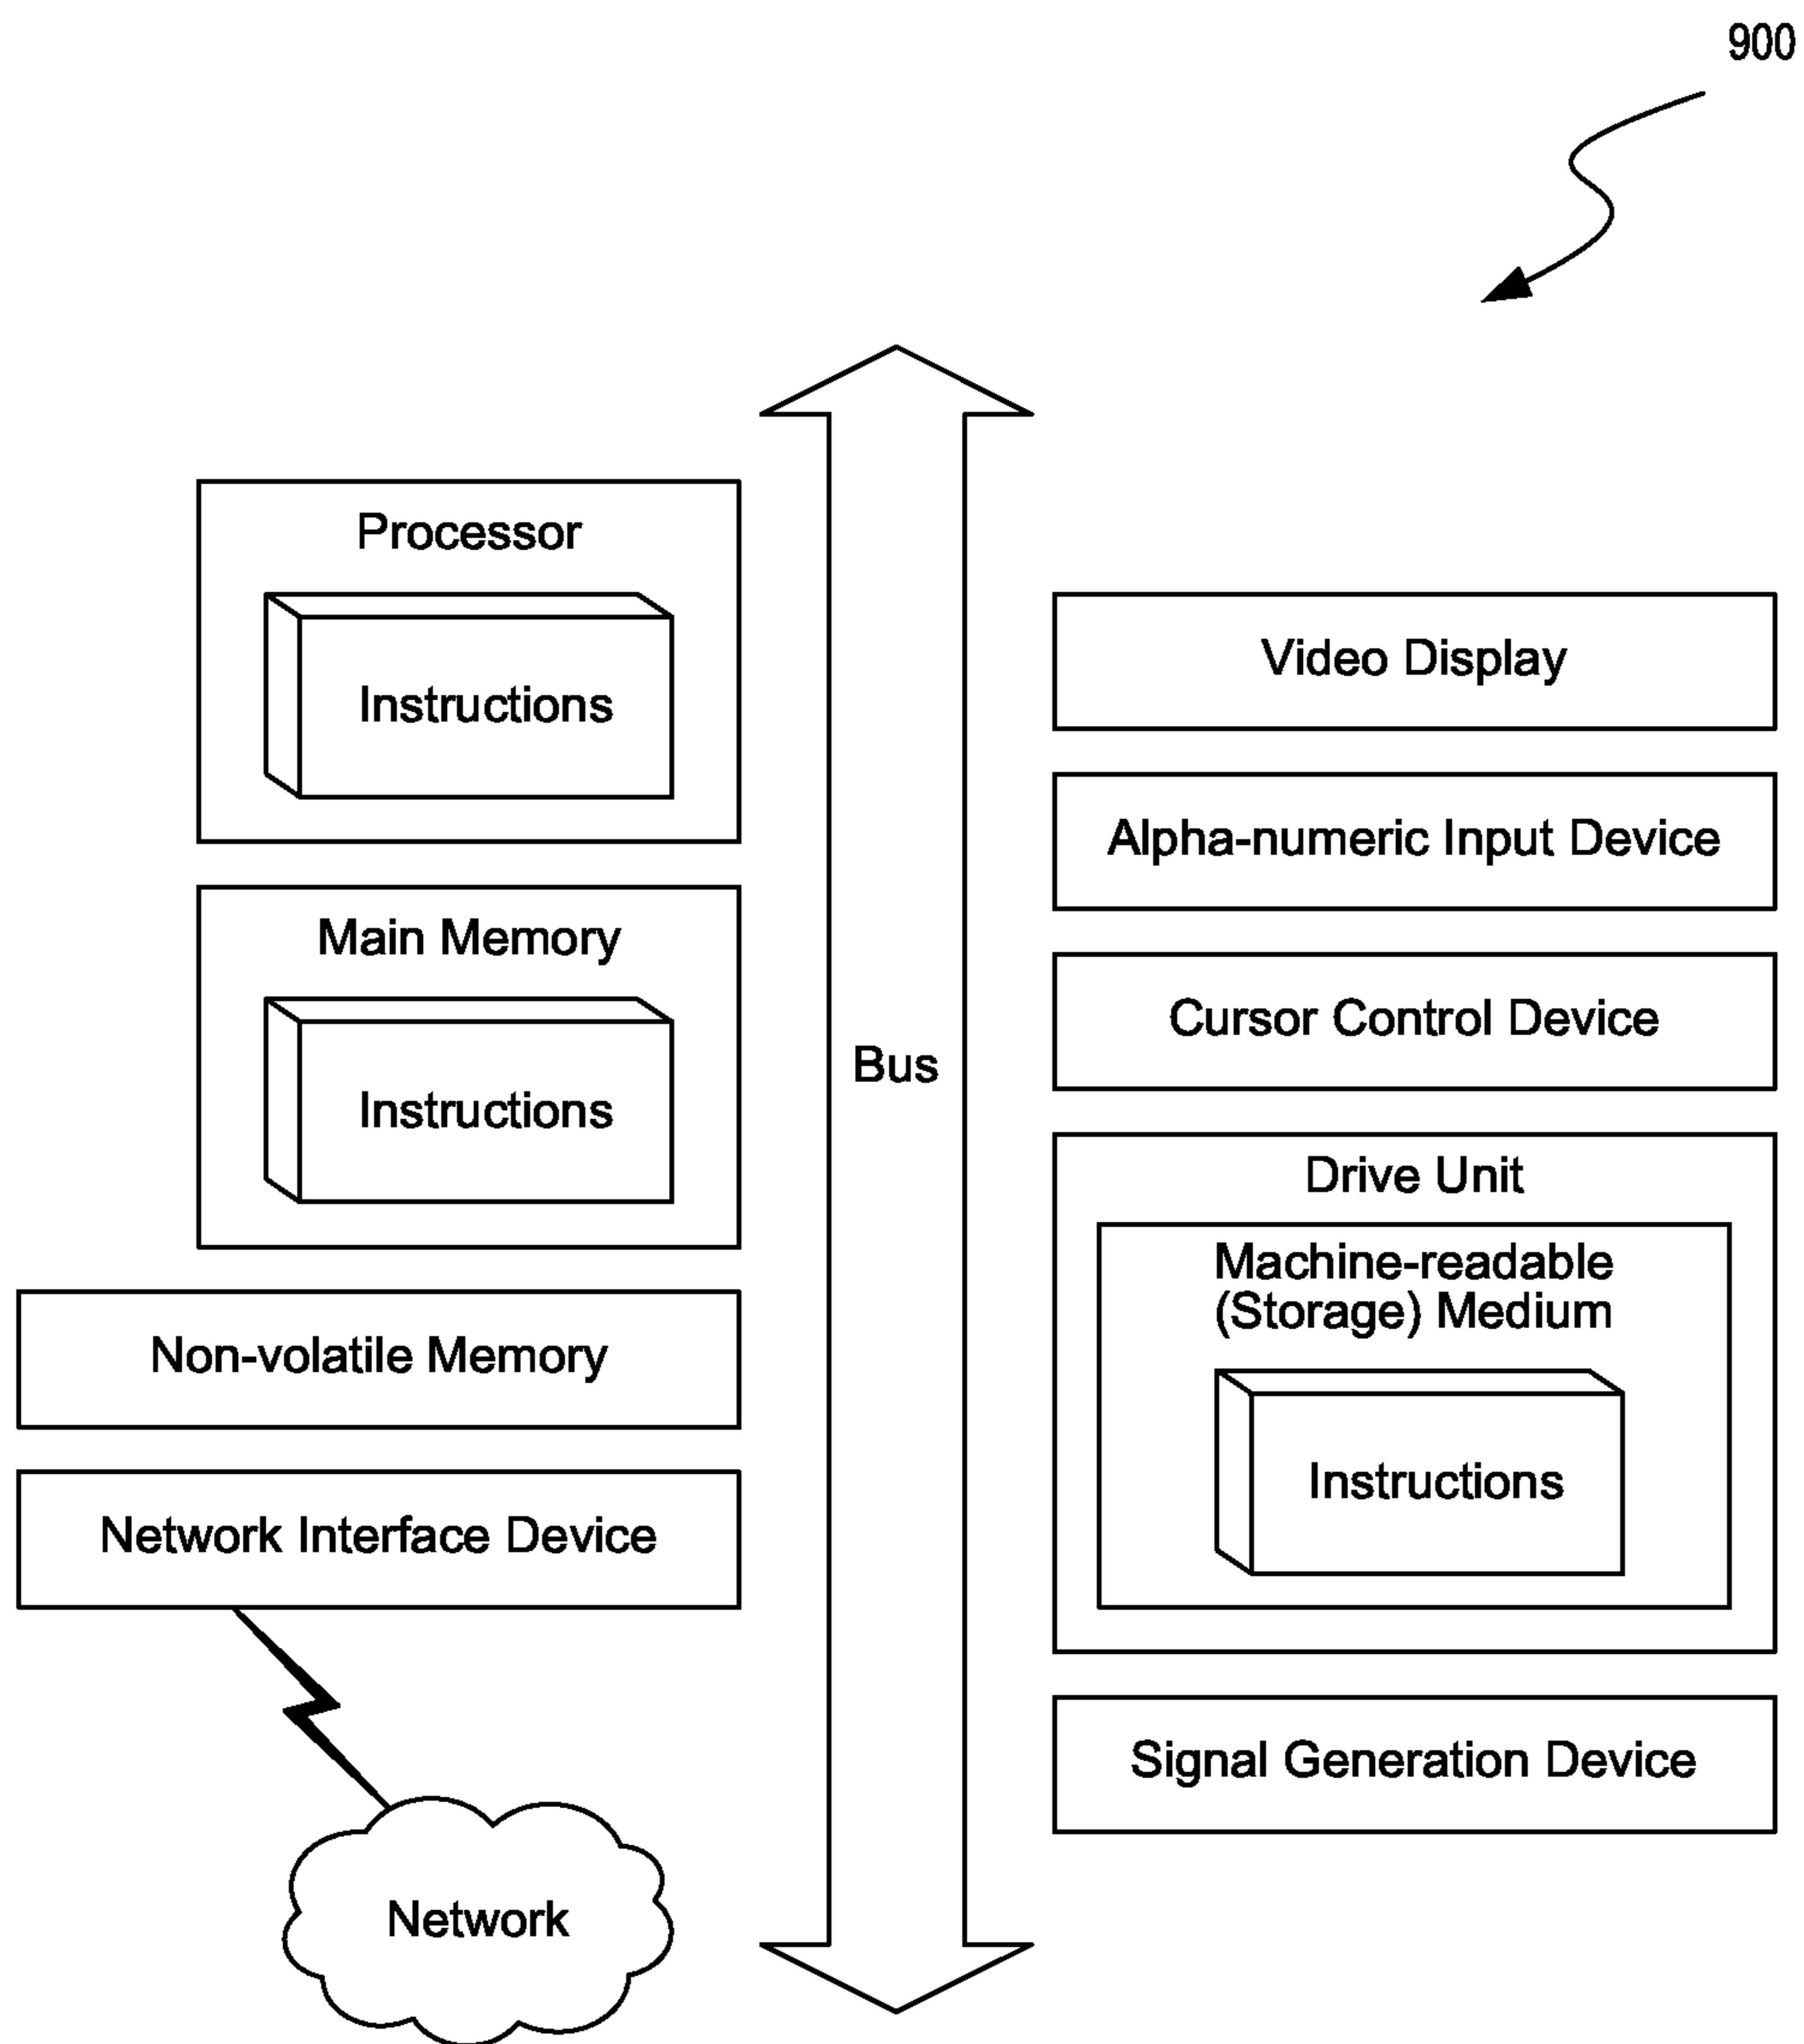 900
Processor
Instructions
Main Memory
Instructions
Non-volatile Memory
Network Interface Device
Network
Bus
Video Display
Alpha-numeric Input Device
Cursor Control Device
Drive Unit
Machine-readable
(Storage) Medium
Instructions
Signal Generation Device